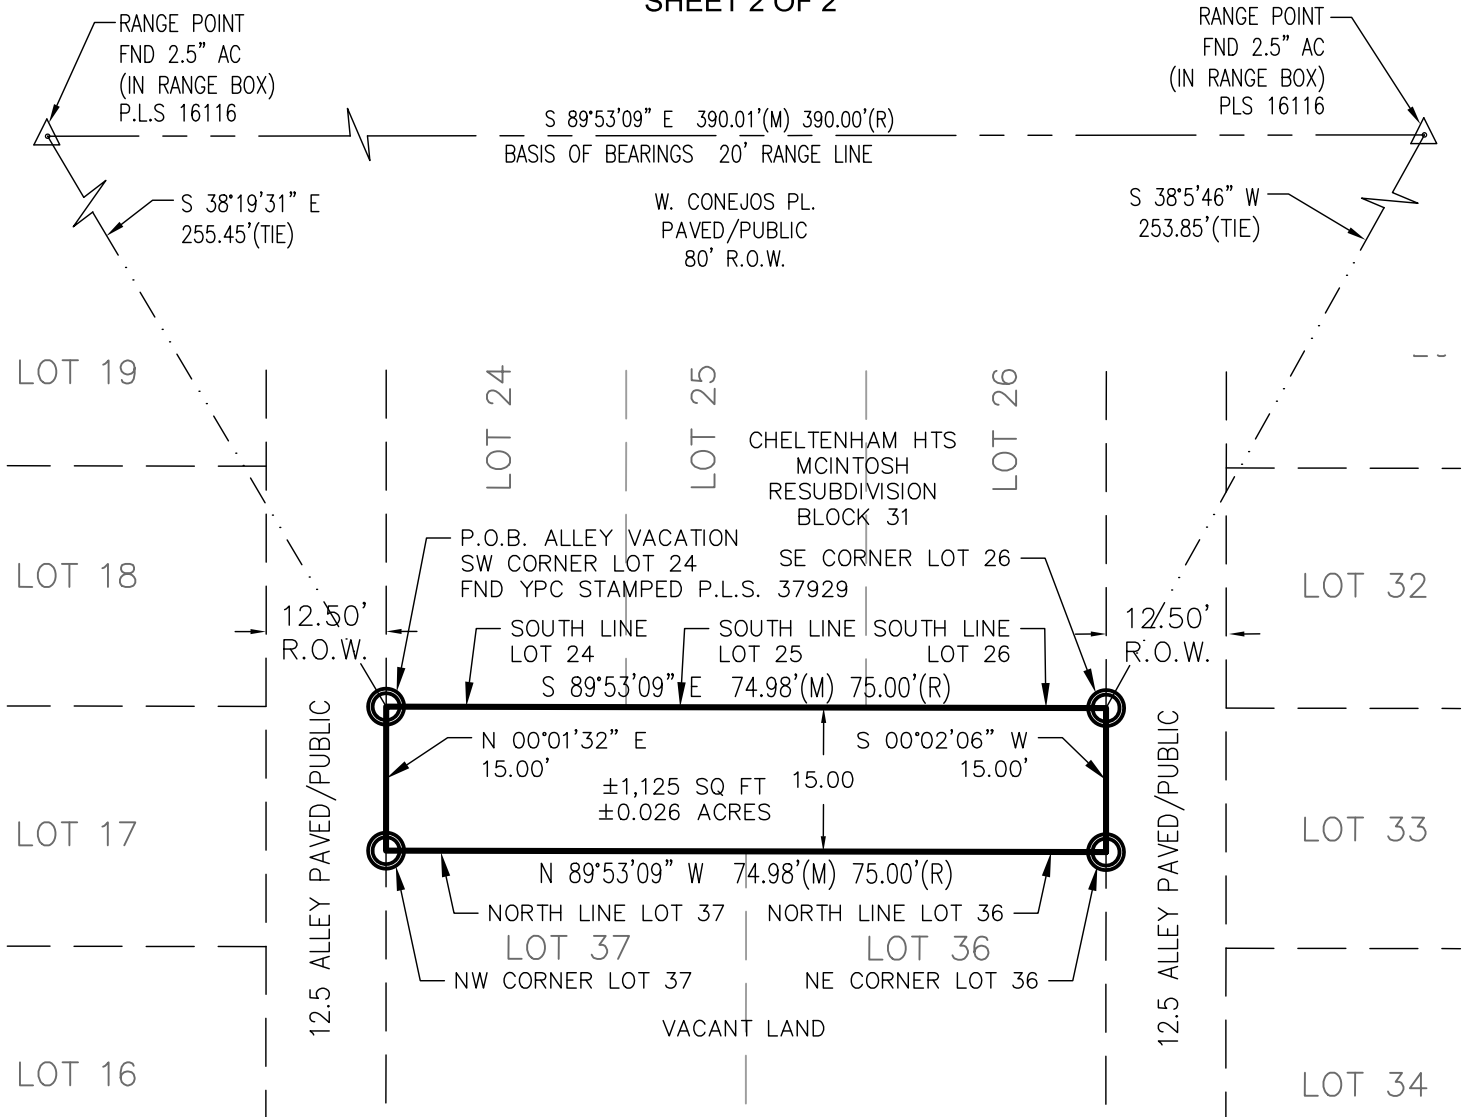 SHEET 2 OF 2
RANGE POINT
FND 2.5" AC
(IN RANGE BOX)
P.L.S 16116
RANGE POINT
FND 2.5" AC
(IN RANGE BOX)
PLS 16116
S 89°53'09" E 390.01'(M) 390.00'(R)
BASIS OF BEARINGS 20' RANGE LINE
S 38°19'31" E
255.45'(TIE)
W. CONEJOS PL.
PAVED/PUBLIC
80' R.O.W.
S 38°5'46" W
253.85'(TIE)
LOT 19
LOT 24
LOT 25
LOT 26
CHELTENHAM HTS
MCINTOSH
RESUBDIVISION
BLOCK 31
P.O.B. ALLEY VACATION
SW CORNER LOT 24
FND YPC STAMPED P.L.S. 37929
SE CORNER LOT 26
LOT 18
LOT 32
12.50'
R.O.W.
12.50'
R.O.W.
SOUTH LINE
LOT 24
SOUTH LINE
LOT 25
SOUTH LINE
LOT 26
S 89°53'09" E 74.98'(M) 75.00'(R)
N 00°01'32" E
15.00'
S 00°02'06" W
15.00'
±1,125 SQ FT
±0.026 ACRES
15.00
12.5 ALLEY PAVED/PUBLIC
12.5 ALLEY PAVED/PUBLIC
LOT 17
LOT 33
N 89°53'09" W 74.98'(M) 75.00'(R)
NORTH LINE LOT 37
NORTH LINE LOT 36
LOT 37
LOT 36
NW CORNER LOT 37
NE CORNER LOT 36
VACANT LAND
LOT 16
LOT 34